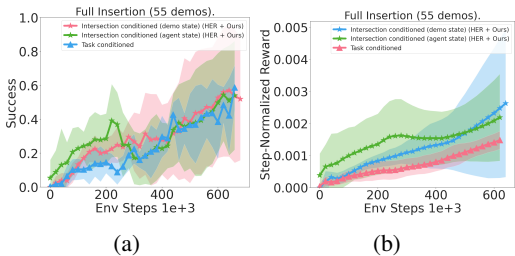 Full Insertion (55 demos).
1.0
0.8
0.6
0.4
0.2
0.0
Success
Intersection conditioned (demo state) (HER + Ours)
Intersection conditioned (agent state) (HER + Ours)
Task conditioned
0 200 400 600
Env Steps 1e+3
(a)
Full Insertion (55 demos).
0.005
0.004
0.003
0.002
0.001
0.000
Step-Normalized Reward
Intersection conditioned (demo state) (HER + Ours)
Intersection conditioned (agent state) (HER + Ours)
Task conditioned
0 200 400 600
Env Steps 1e+3
(b)